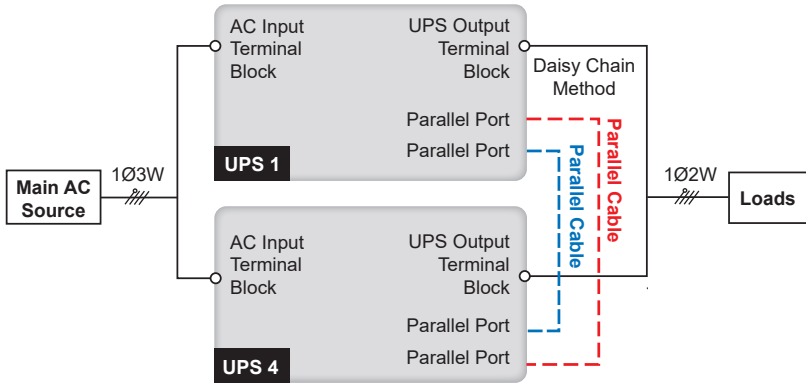 AC Input
Terminal
Block
UPS Output
Terminal
Block
Daisy Chain
Method
Parallel Port
Parallel Port
UPS 1
Parallel Cable
Parallel Cable
Main AC
Source
1Ø3W
1Ø2W
Loads
AC Input
Terminal
Block
UPS Output
Terminal
Block
Parallel Port
Parallel Port
UPS 4